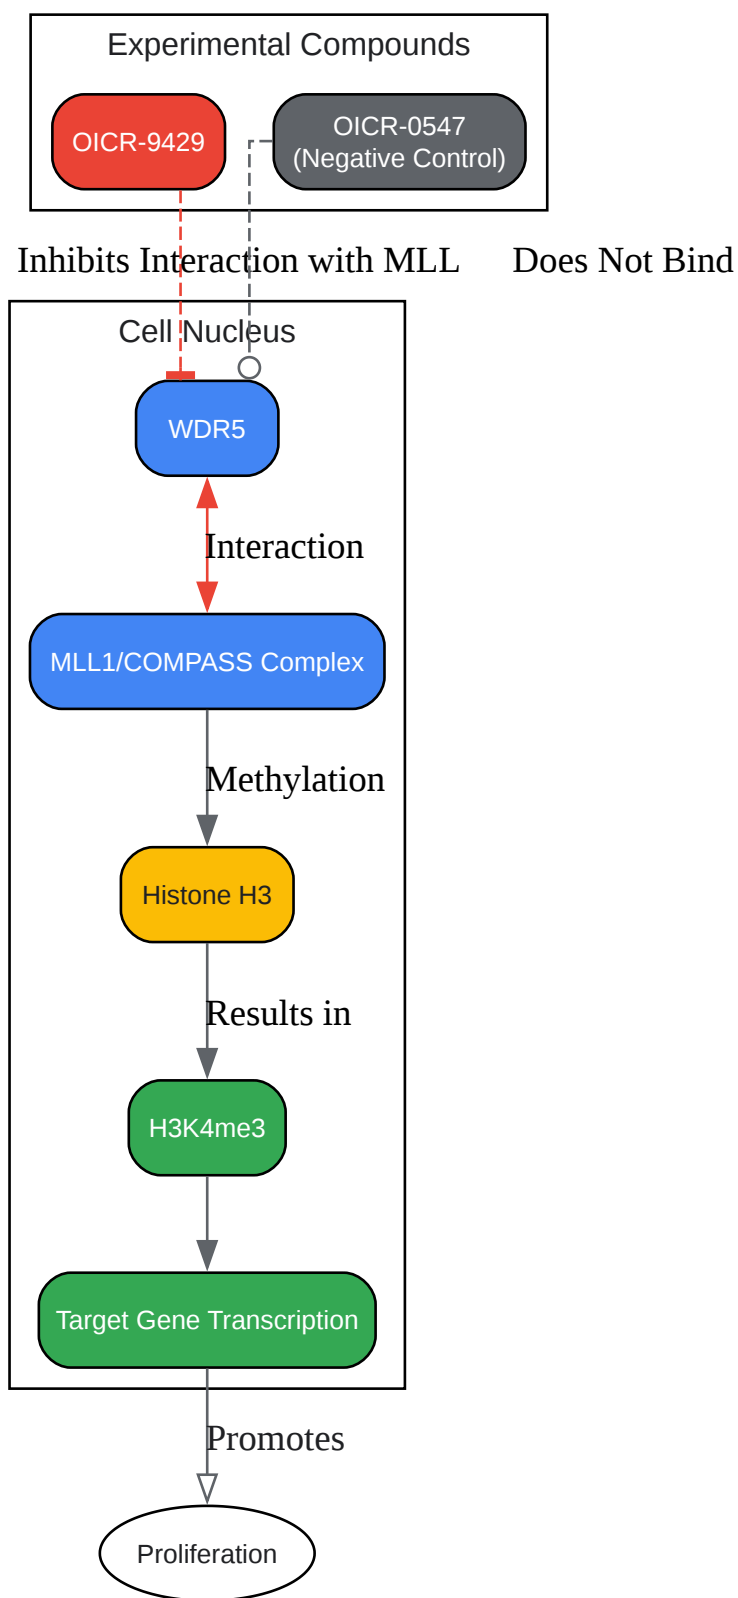 Experimental Compounds
OICR-9429
OICR-0547
(Negative Control)
Inhibits Interaction with MLL
Does Not Bind
Cell Nucleus
WDR5
Interaction
MLL1/COMPASS Complex
Methylation
Histone H3
Results in
H3K4me3
Target Gene Transcription
Promotes
Proliferation